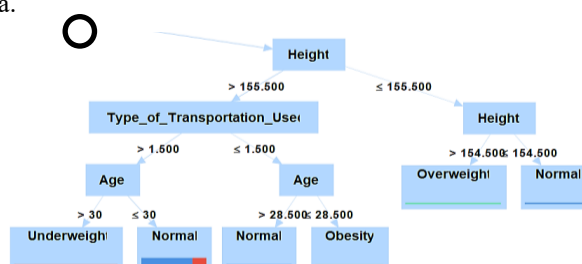 a.
Height
> 155.500 ≤ 155.500
Type_of_Transportation_Use
Height
> 1.500 ≤ 1.500
> 154.500 ≤ 154.500
Age Age
Overweight Normal
> 30 ≤ 30 > 28.500 ≤ 28.500
Underweight Normal Normal Obesity